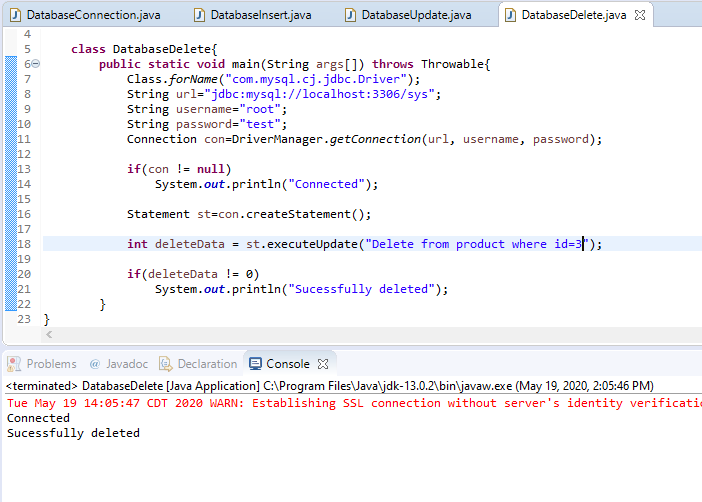 DatabaseConnection.java DatabaseInsert.java DatabaseUpdate.java DatabaseDelete.java
4
5 class DatabaseDelete{
6 public static void main(String args[]) throws Throwable{
7 Class.forName("com.mysql.cj.jdbc.Driver");
8 String url="jdbc:mysql://localhost:3306/sys";
9 String username="root";
10 String password="test";
11 Connection con=DriverManager.getConnection(url, username, password);
12
13 if(con != null)
14 System.out.println("Connected");
15
16 Statement st=con.createStatement();
17
18 int deleteData = st.executeUpdate("Delete from product where id=3");
19
20 if(deleteData != 0)
21 System.out.println("Sucessfully deleted");
22 }
23 }
Problems @ Javadoc Declaration Console
<terminated> DatabaseDelete [Java Application] C:\Program Files\Java\jdk-13.0.2\bin\javaw.exe (May 19, 2020, 2:05:46 PM)
Tue May 19 14:05:47 CDT 2020 WARN: Establishing SSL connection without server's identity verificati
Connected
Sucessfully deleted